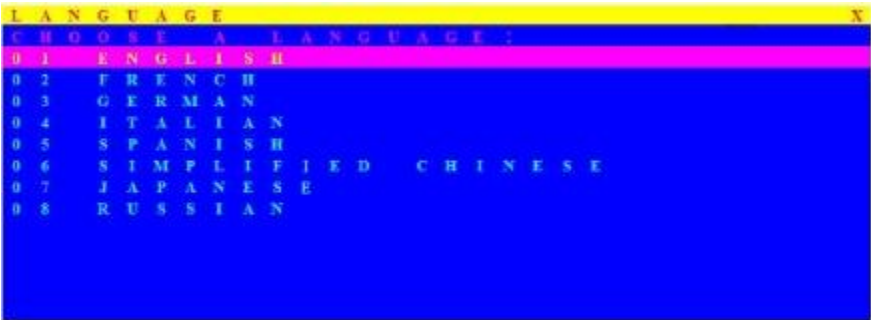 LANGUAGE X
CHOOSE A LANGUAGE:
01 ENGLISH
02 FRENCH
03 GERMAN
04 ITALIAN
05 SPANISH
06 SIMPLIFIED CHINESE
07 JAPANESE
08 RUSSIAN